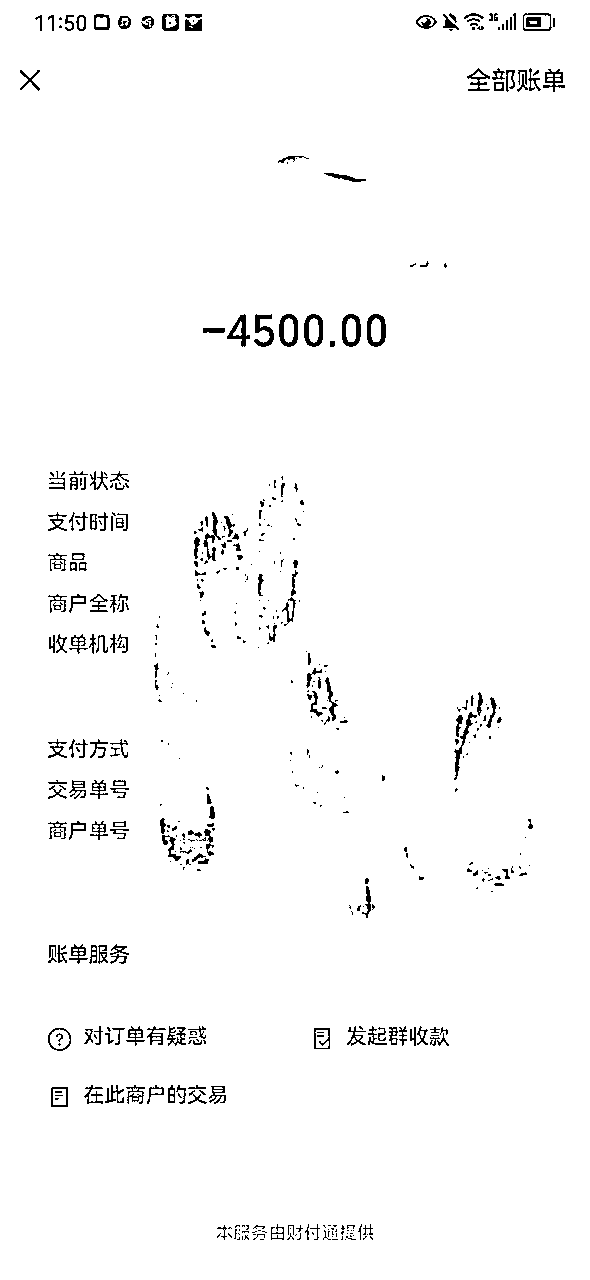 11:50
全部账单
-4500.00
当前状态
支付时间
商品
商户全称
收单机构
支付方式
交易单号
商户单号
账单服务
对订单有疑惑
发起群收款
在此商户的交易
本服务由财付通提供